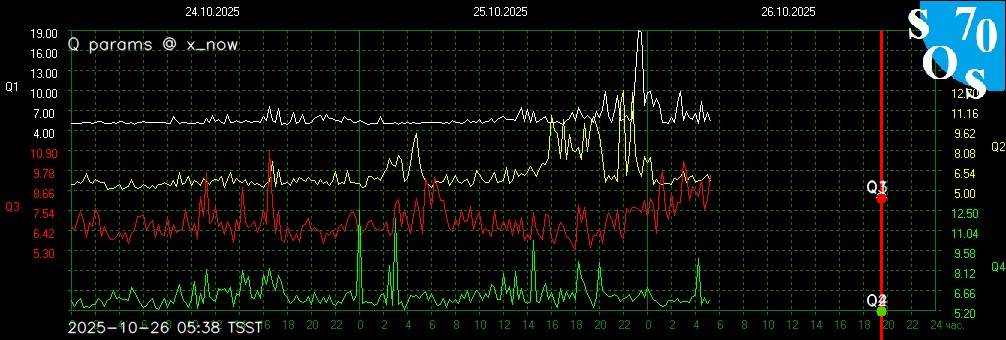 24.10.2025 25.10.2025 26.10.2025
S 70
O S
Q params @ x_now
Q1
19.00
16.00
13.00
10.00
7.00
4.00
Q3
10.90
9.78
8.66
7.54
6.42
5.30
Q2
11.16
9.62
8.08
6.54
5.00
Q4
12.50
11.04
9.58
8.12
6.66
5.20
2025-10-26 05:38 TSST
16 18 20 22 0 2 4 6 8 10 12 14 16 18 20 22 0 2 4 6 8 10 12 14 16 18 20 22 24 час.